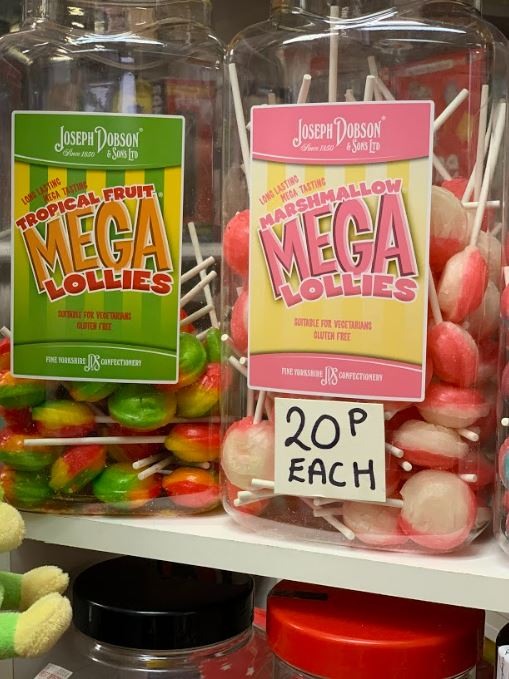 JOSEPH DOBSON®
Since 1850 & SONS LTD
LONG LASTING
MEGA TASTING
TROPICAL FRUIT
MEGA®
LOLLIES
SUITABLE FOR VEGETARIANS
GLUTEN FREE
FINE YORKSHIRE JDS CONFECTIONERY
JOSEPH DOBSON®
Since 1850 & SONS LTD
LONG LASTING
MEGA TASTING
MARSHMALLOW
MEGA
LOLLIES
SUITABLE FOR VEGETARIANS
GLUTEN FREE
FINE YORKSHIRE JDS CONFECTIONERY
20P
EACH